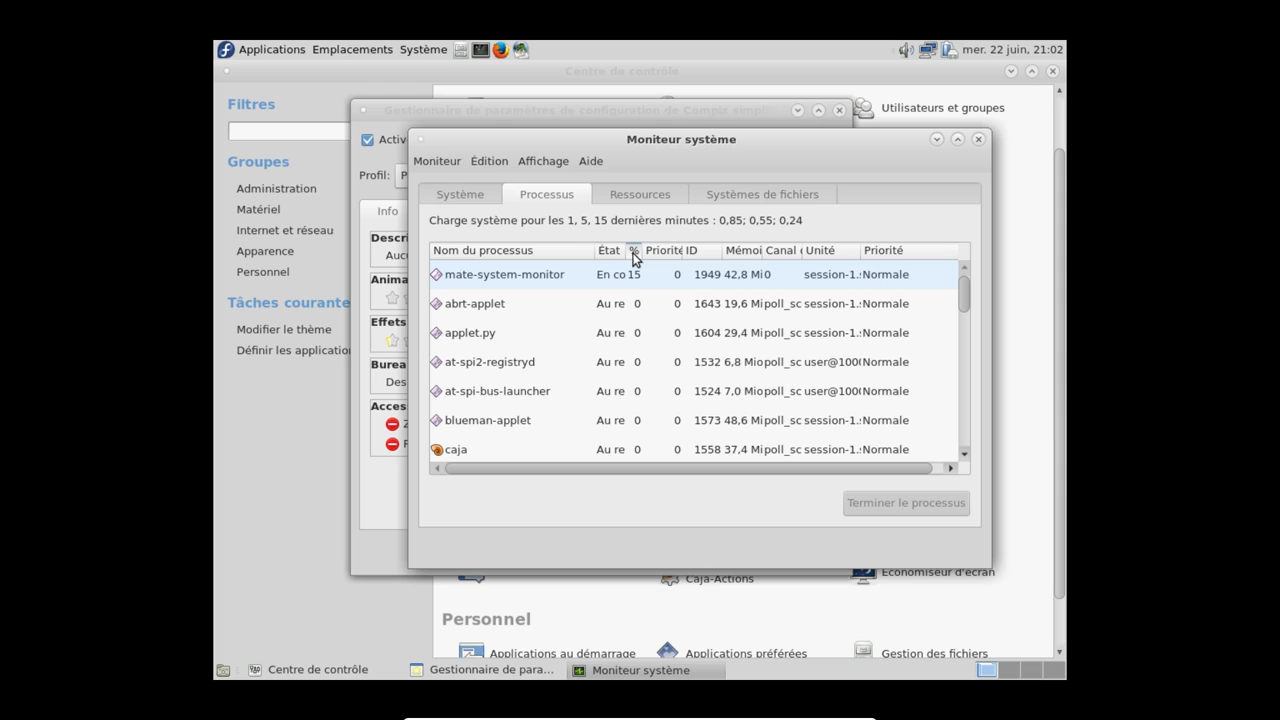 Applications Emplacements Système mer. 22 juin, 21:02
Centre de contrôle
Filtres
Groupes
Administration
Matériel
Internet et réseau
Apparence
Personnel
Tâches courante
Modifier le thème
Définir les application
Utilisateurs et groupes
Gestionnaire de paramètres de configuration de Compiz simp
Activ
Profil: P
Info
Descri
Auc
Anima
Effets
Burea
Des
Acces
Moniteur système
Moniteur Édition Affichage Aide
Système Processus Ressources Systèmes de fichiers
Charge système pour les 1, 5, 15 dernières minutes : 0,85; 0,55; 0,24
Nom du processus État % Priorité ID Mémoi Canal Unité Priorité
mate-system-monitor En co 15 0 1949 42,8 Mi 0 session-1.: Normale
abrt-applet Au re 0 0 1643 19,6 Mi poll_sc session-1.: Normale
applet.py Au re 0 0 1604 29,4 Mi poll_sc session-1.: Normale
at-spi2-registryd Au re 0 0 1532 6,8 Mio poll_sc user@100 Normale
at-spi-bus-launcher Au re 0 0 1524 7,0 Mio poll_sc user@100 Normale
blueman-applet Au re 0 0 1573 48,6 Mi poll_sc session-1.: Normale
caja Au re 0 0 1558 37,4 Mi poll_sc session-1.: Normale
Terminer le processus
Caja-Actions
Économiseur d'écran
Personnel
Applications au démarrage Applications préférées Gestion des fichiers
Centre de contrôle Gestionnaire de para... Moniteur système